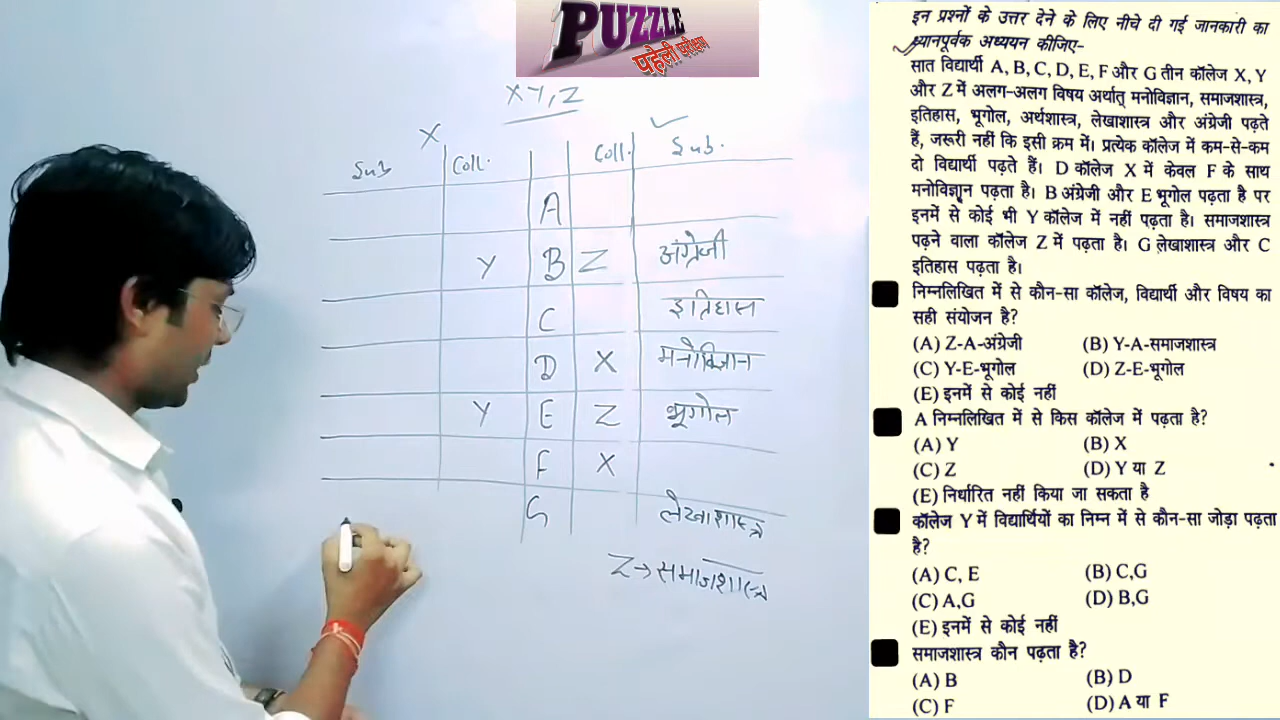 PUZZLE
पहेली परीक्षण
X Y, Z
X
Sub Coll. Coll. Sub.
A
Y B Z अंग्रेजी
C इतिहास
D X मनोविज्ञान
Y E Z भूगोल
F X
G लेखाशास्त्र
Z→समाजशास्त्र
इन प्रश्नों के उत्तर देने के लिए नीचे दी गई जानकारी का
ध्यानपूर्वक अध्ययन कीजिए-
सात विद्यार्थी A, B, C, D, E, F और G तीन कॉलेज X, Y
और Z में अलग-अलग विषय अर्थात् मनोविज्ञान, समाजशास्त्र,
इतिहास, भूगोल, अर्थशास्त्र, लेखाशास्त्र और अंग्रेजी पढ़ते
हैं, जरूरी नहीं कि इसी क्रम में। प्रत्येक कॉलेज में कम-से-कम
दो विद्यार्थी पढ़ते हैं। D कॉलेज X में केवल F के साथ
मनोविज्ञान पढ़ता है। B अंग्रेजी और E भूगोल पढ़ता है पर
इनमें से कोई भी Y कॉलेज में नहीं पढ़ता है। समाजशास्त्र
पढ़ने वाला कॉलेज Z में पढ़ता है। G लेखाशास्त्र और C
इतिहास पढ़ता है।
निम्नलिखित में से कौन-सा कॉलेज, विद्यार्थी और विषय का
सही संयोजन है?
(A) Z-A-अंग्रेजी (B) Y-A-समाजशास्त्र
(C) Y-E-भूगोल (D) Z-E-भूगोल
(E) इनमें से कोई नहीं
A निम्नलिखित में से किस कॉलेज में पढ़ता है?
(A) Y (B) X
(C) Z (D) Y या Z
(E) निर्धारित नहीं किया जा सकता है
कॉलेज Y में विद्यार्थियों का निम्न में से कौन-सा जोड़ा पढ़ता
है?
(A) C, E (B) C,G
(C) A,G (D) B,G
(E) इनमें से कोई नहीं
समाजशास्त्र कौन पढ़ता है?
(A) B (B) D
(C) F (D) A या F